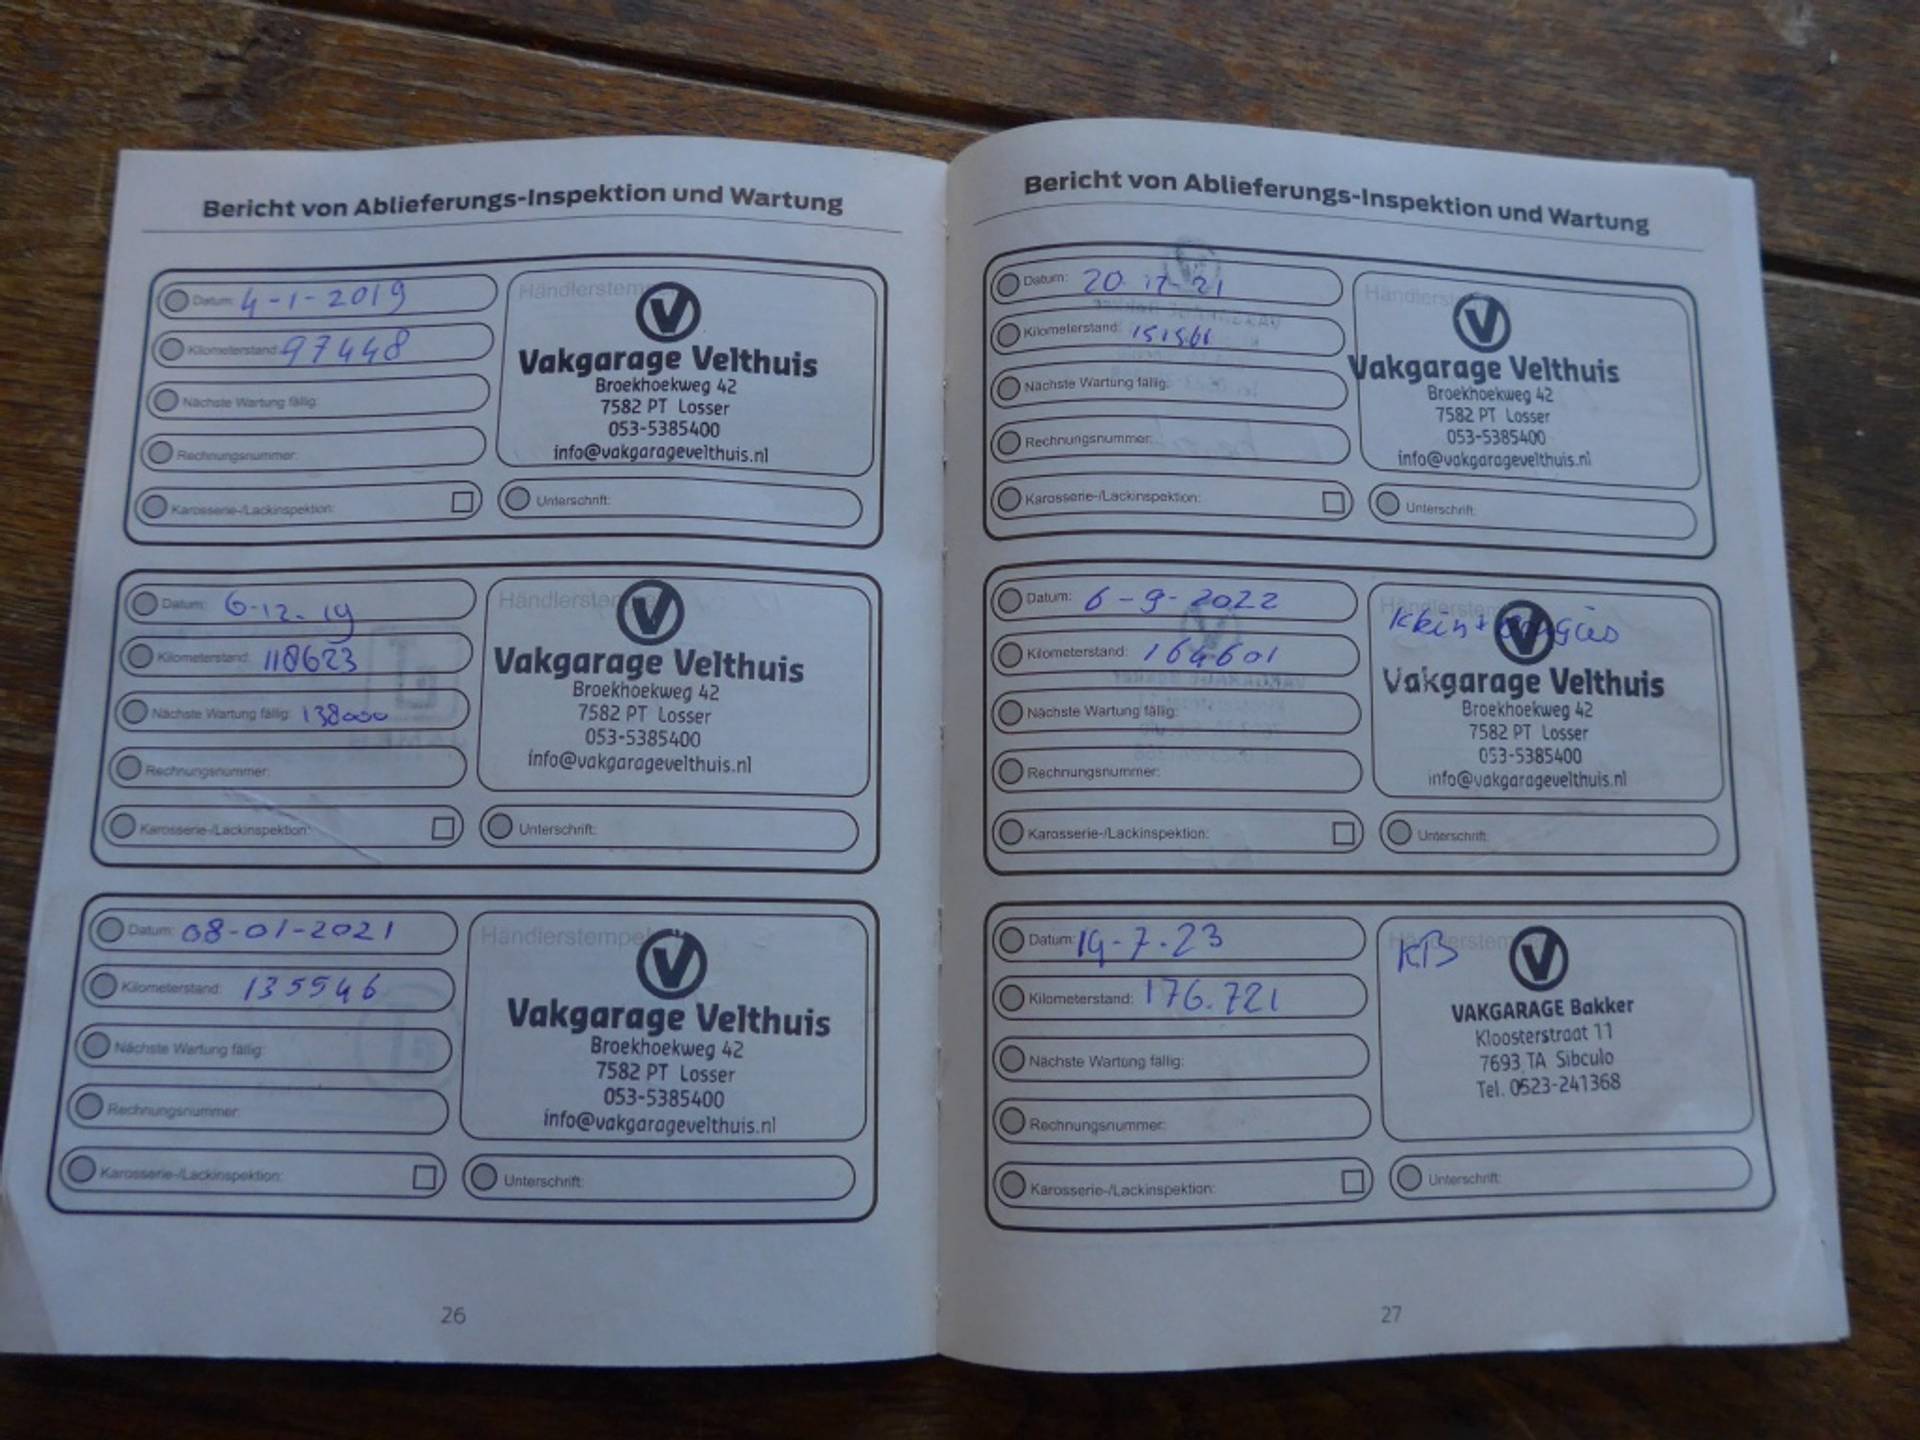 Bericht von Ablieferungs-Inspektion und Wartung
Datum: 4-1-2019
Kilometerstand: 97448
Nächste Wartung fällig:
Rechnungsnummer:
Karosserie-/Lackinspektion:
Händlerstempel
Vakgarage Velthuis
Broekhoekweg 42
7582 PT Losser
053-5385400
info@vakgaragevelthuis.nl
Unterschrift:
Datum: 6-12-19
Kilometerstand: 118623
Nächste Wartung fällig: 138000
Rechnungsnummer:
Karosserie-/Lackinspektion:
Händlerstempel
Vakgarage Velthuis
Broekhoekweg 42
7582 PT Losser
053-5385400
info@vakgaragevelthuis.nl
Unterschrift:
Datum: 08-01-2021
Kilometerstand: 135546
Nächste Wartung fällig:
Rechnungsnummer:
Karosserie-/Lackinspektion:
Händlerstempel
Vakgarage Velthuis
Broekhoekweg 42
7582 PT Losser
053-5385400
info@vakgaragevelthuis.nl
Unterschrift:
26
Bericht von Ablieferungs-Inspektion und Wartung
Datum: 20-12-21
Kilometerstand: 151561
Nächste Wartung fällig:
Rechnungsnummer:
Karosserie-/Lackinspektion:
Händlerstempel
Vakgarage Velthuis
Broekhoekweg 42
7582 PT Losser
053-5385400
info@vakgaragevelthuis.nl
Unterschrift:
Datum: 6-9-2022
Kilometerstand: 164601
Nächste Wartung fällig:
Rechnungsnummer:
Karosserie-/Lackinspektion:
Vakgarage Velthuis
Broekhoekweg 42
7582 PT Losser
053-5385400
info@vakgaragevelthuis.nl
Unterschrift:
Datum: 19-7-23
Kilometerstand: 176.721
Nächste Wartung fällig:
Rechnungsnummer:
Karosserie-/Lackinspektion:
KB
VAKGARAGE Bakker
Kloosterstraat 11
7693 TA Sibculo
Tel. 0523-241368
Unterschrift:
27